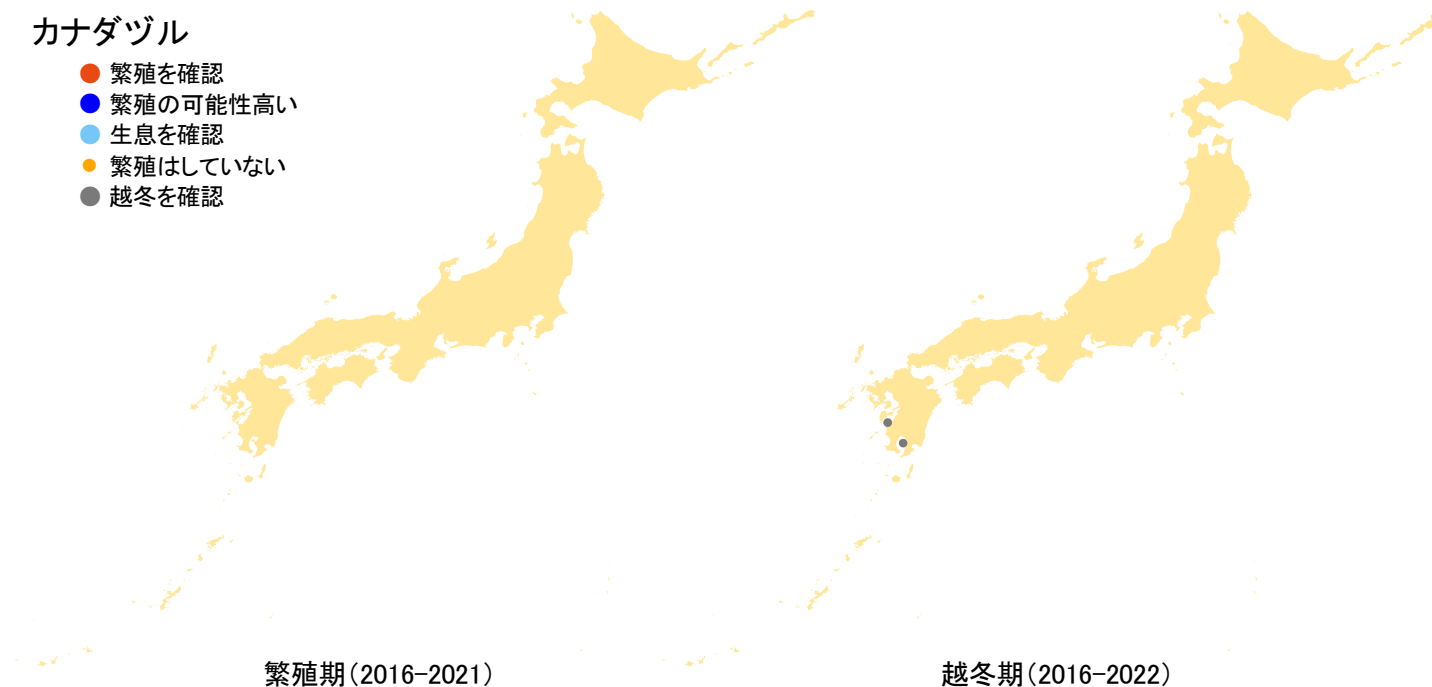 カナダヅル
繁殖を確認
繁殖の可能性高い
生息を確認
繁殖はしていない
越冬を確認
繁殖期(2016-2021)
越冬期(2016-2022)